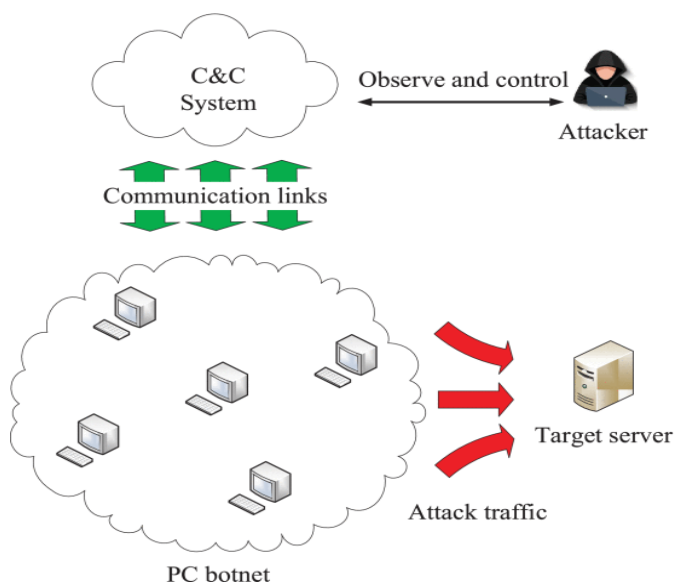 C&C
System
Observe and control
Attacker
Communication links
Target server
Attack traffic
PC botnet